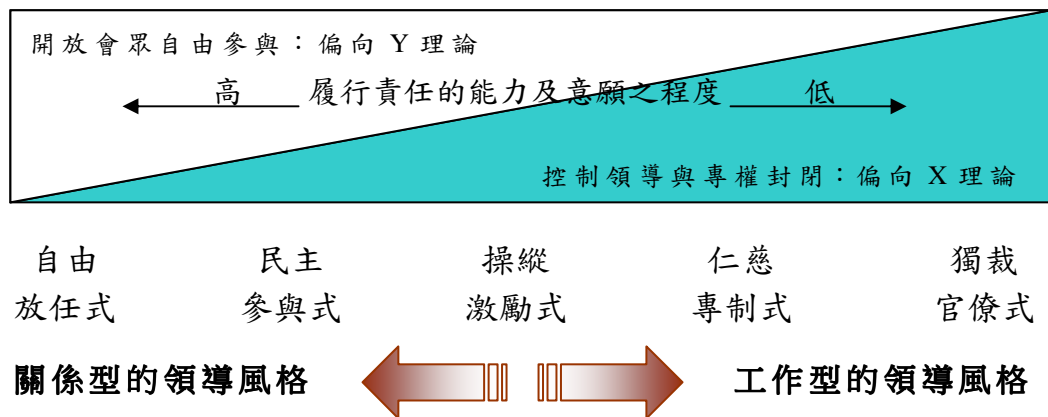 開放會眾自由參與：偏向 Y 理論
高 履行責任的能力及意願之程度 低
控制領導與專權封閉：偏向 X 理論
自由 民主 操縱 仁慈 獨裁
放任式 參與式 激勵式 專制式 官僚式
關係型的領導風格 工作型的領導風格